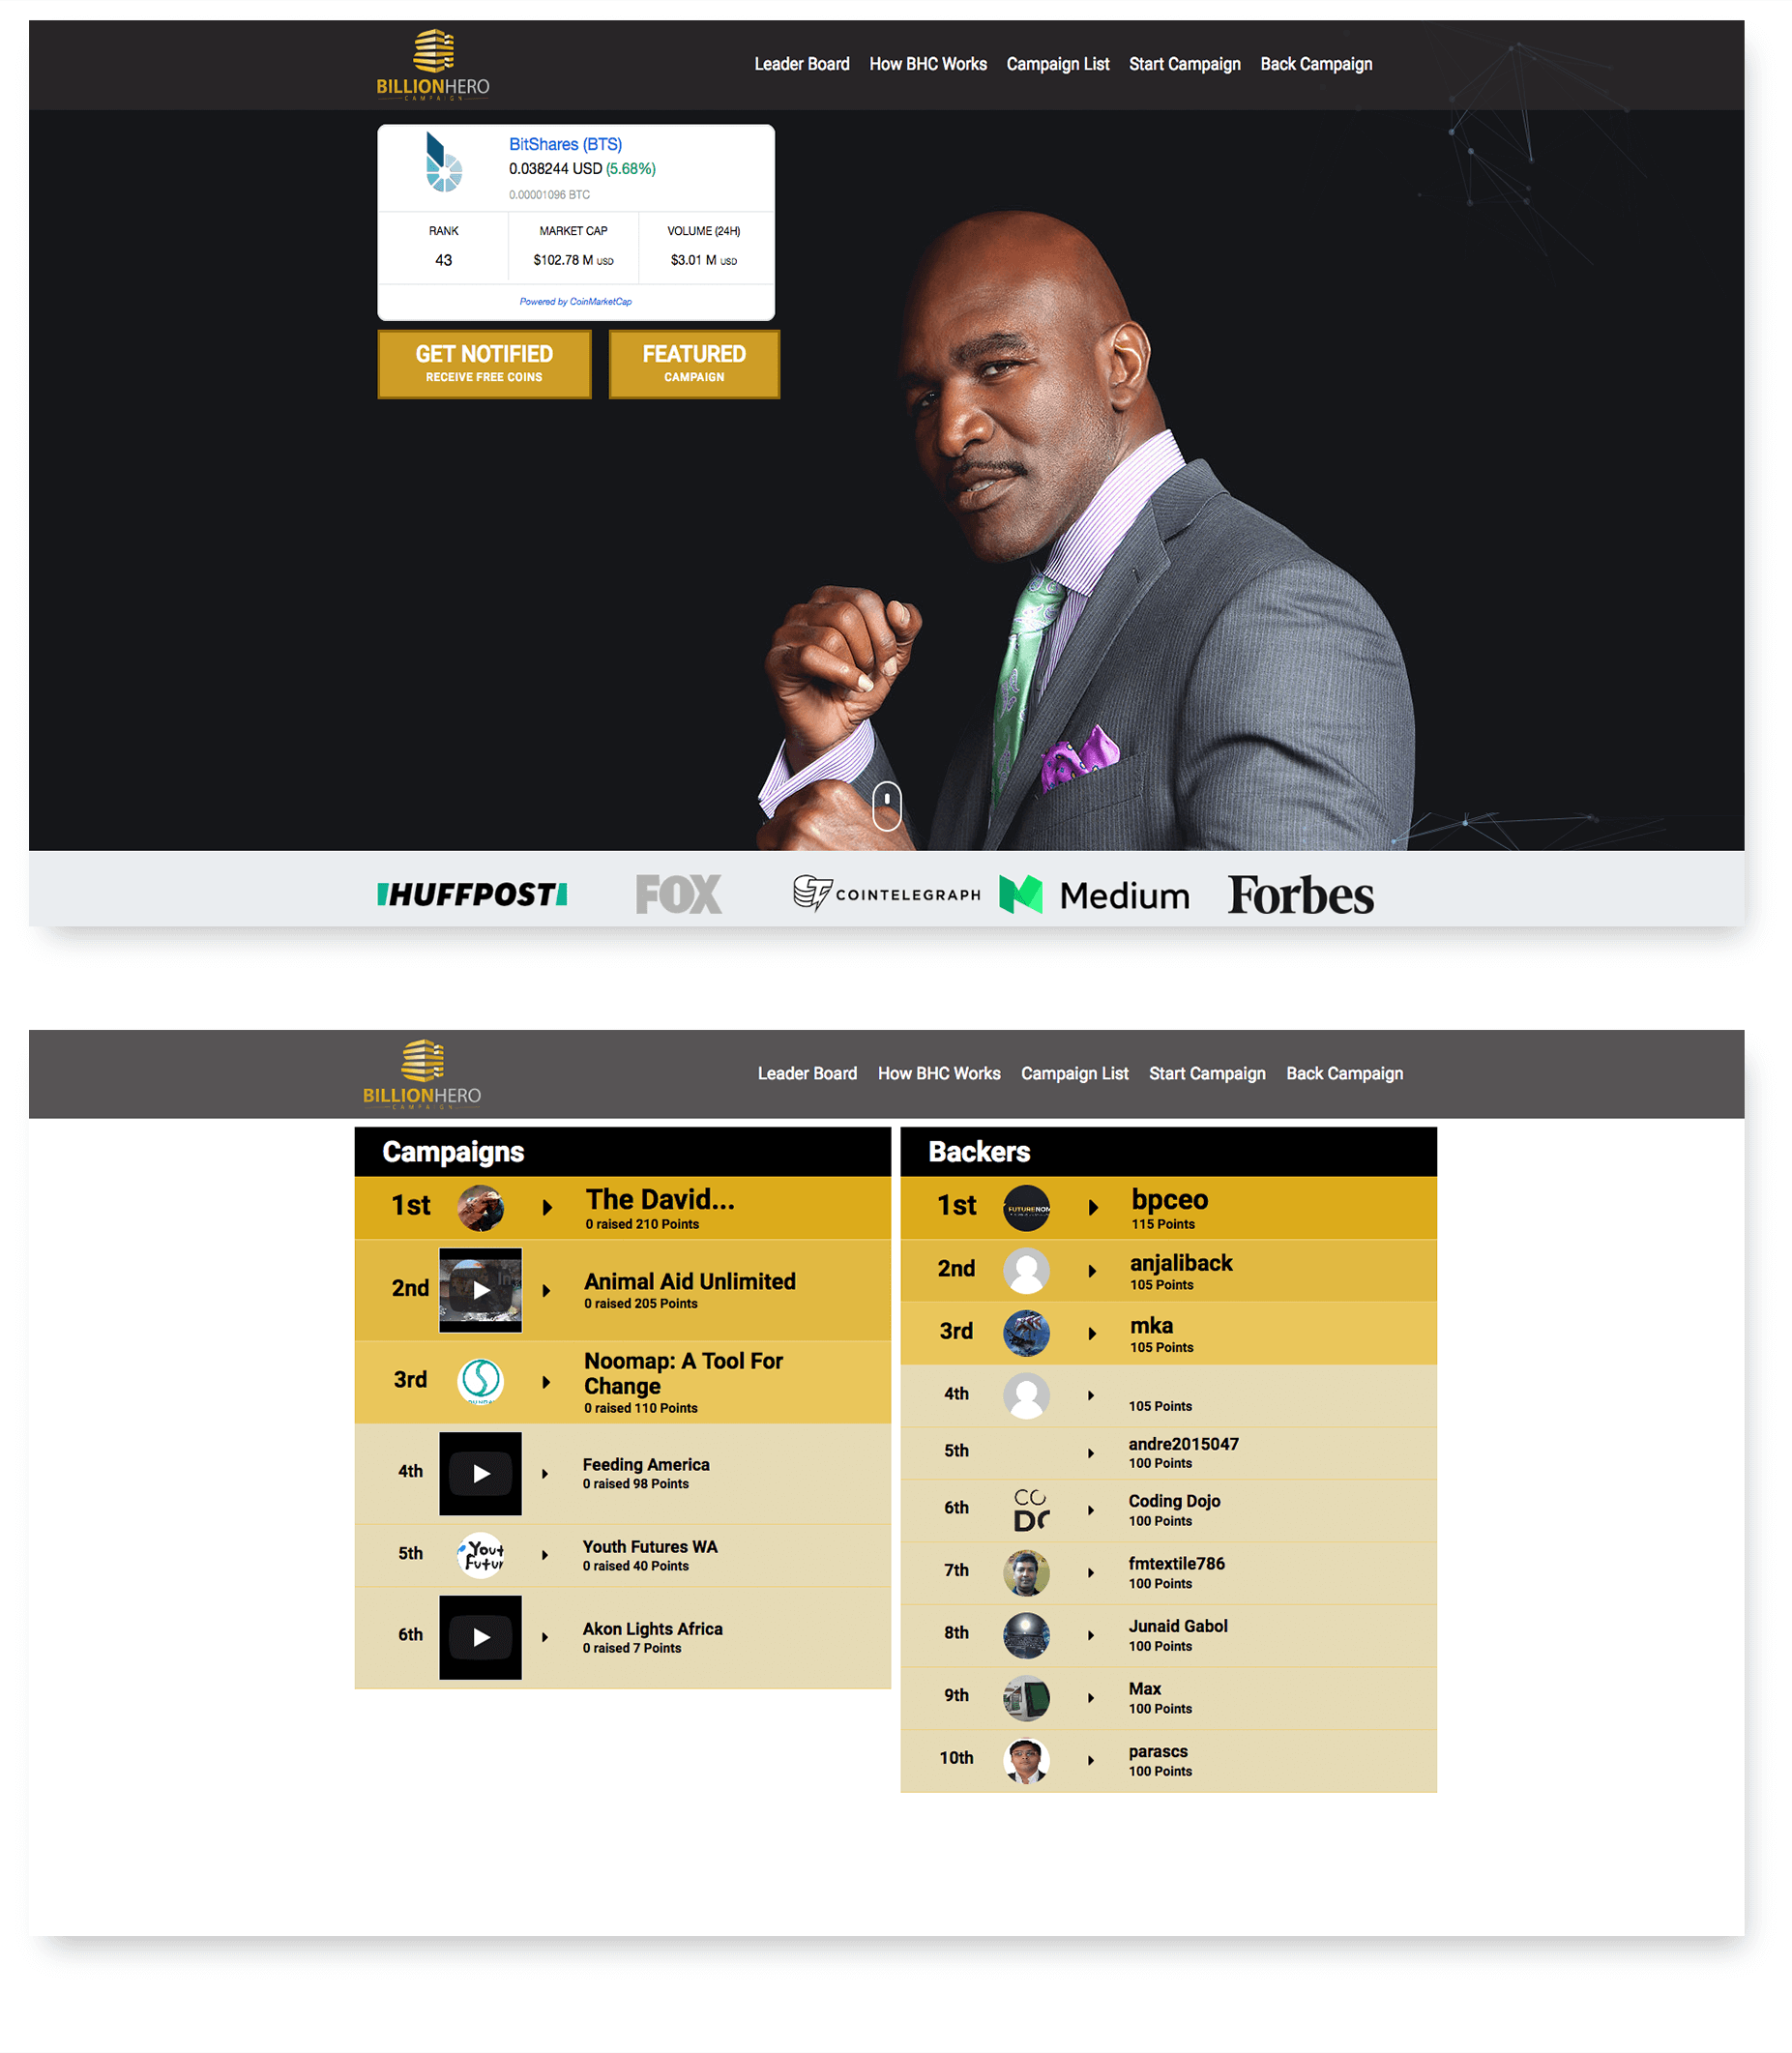 BILLIONHERO
CAMPAIGN
Leader Board How BHC Works Campaign List Start Campaign Back Campaign
BitShares (BTS)
0.038244 USD (5.68%)
0.00001096 BTC
RANK MARKET CAP VOLUME (24H)
43 $102.78 M USD $3.01 M USD
Powered by CoinMarketCap
GET NOTIFIED
RECEIVE FREE COINS
FEATURED
CAMPAIGN
HUFFPOST FOX COINTELEGRAPH Medium Forbes
BILLIONHERO
CAMPAIGN
Leader Board How BHC Works Campaign List Start Campaign Back Campaign
Campaigns
1st The David...
0 raised 210 Points
2nd Animal Aid Unlimited
0 raised 205 Points
3rd Noomap: A Tool For
Change
0 raised 110 Points
4th Feeding America
0 raised 98 Points
5th Youth Futures WA
0 raised 40 Points
6th Akon Lights Africa
0 raised 7 Points
Backers
1st bpceo
115 Points
2nd anjaliback
105 Points
3rd mka
105 Points
4th
105 Points
5th andre2015047
100 Points
6th Coding Dojo
100 Points
7th fmtextile786
100 Points
8th Junaid Gabol
100 Points
9th Max
100 Points
10th parascs
100 Points